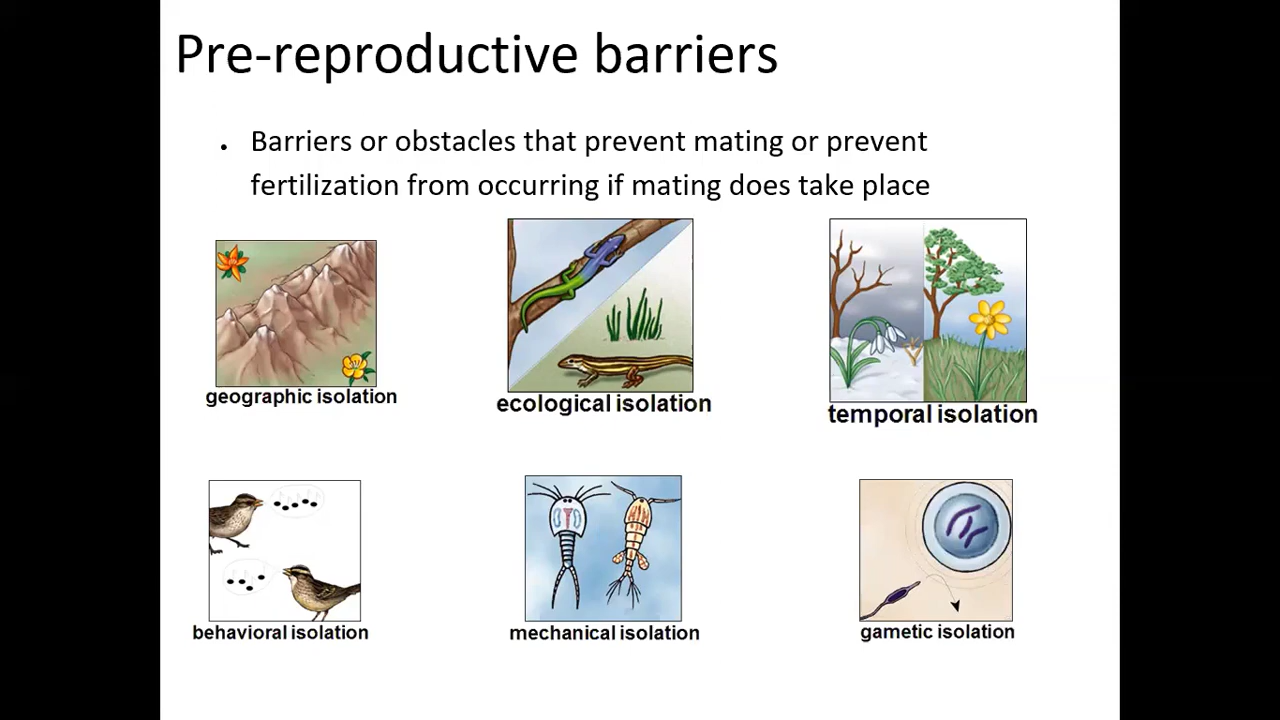 Pre-reproductive barriers
• Barriers or obstacles that prevent mating or prevent
fertilization from occurring if mating does take place
geographic isolation
ecological isolation
temporal isolation
behavioral isolation
mechanical isolation
gametic isolation